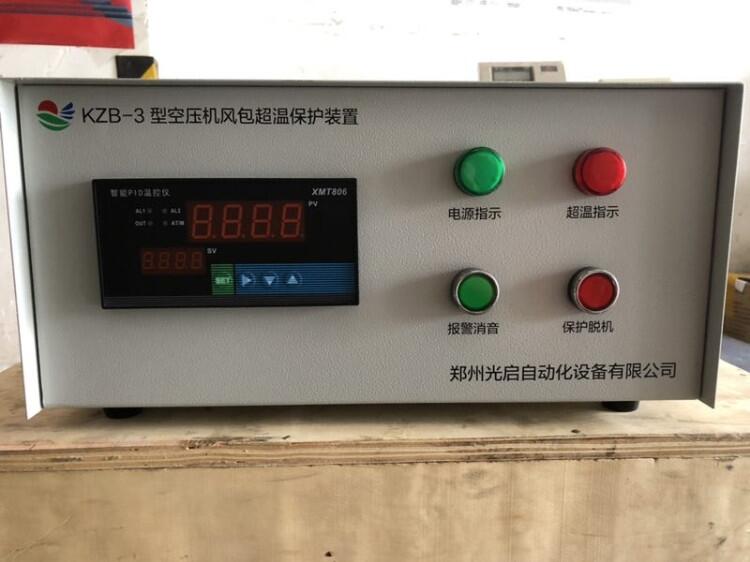 KZB-3 型空压机风包超温保护装置
智能PID温控仪 XMT806
PV
AL1 AL2
OUT AT/M
8.8.8.8
SV
8.8.8.8
SET
电源指示 超温指示
报警消音 保护脱机
郑州光启自动化设备有限公司